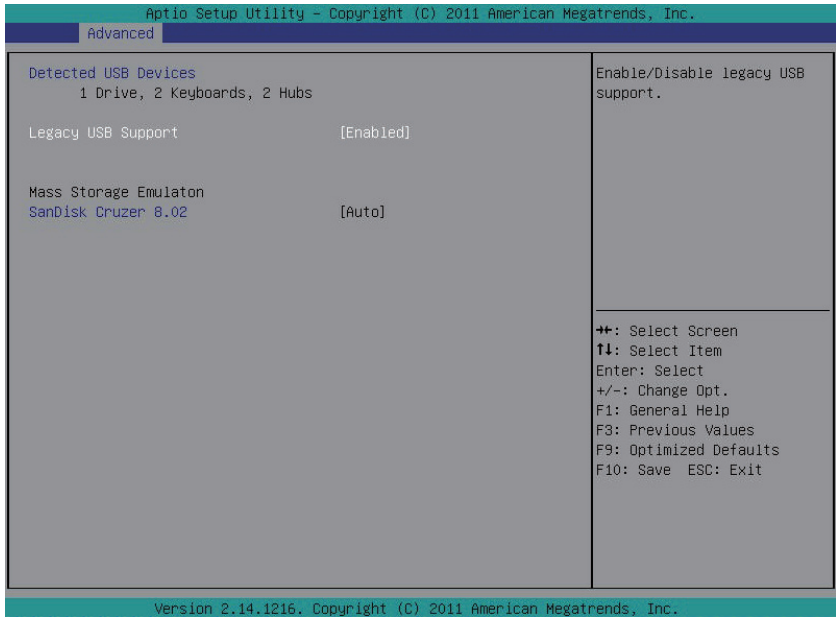 Aptio Setup Utility – Copyright (C) 2011 American Megatrends, Inc.
Advanced
Detected USB Devices
1 Drive, 2 Keyboards, 2 Hubs
Legacy USB Support [Enabled]
Mass Storage Emulaton
SanDisk Cruzer 8.02 [Auto]
Enable/Disable legacy USB
support.
→←: Select Screen
↑↓: Select Item
Enter: Select
+/-: Change Opt.
F1: General Help
F3: Previous Values
F9: Optimized Defaults
F10: Save ESC: Exit
Version 2.14.1216. Copyright (C) 2011 American Megatrends, Inc.